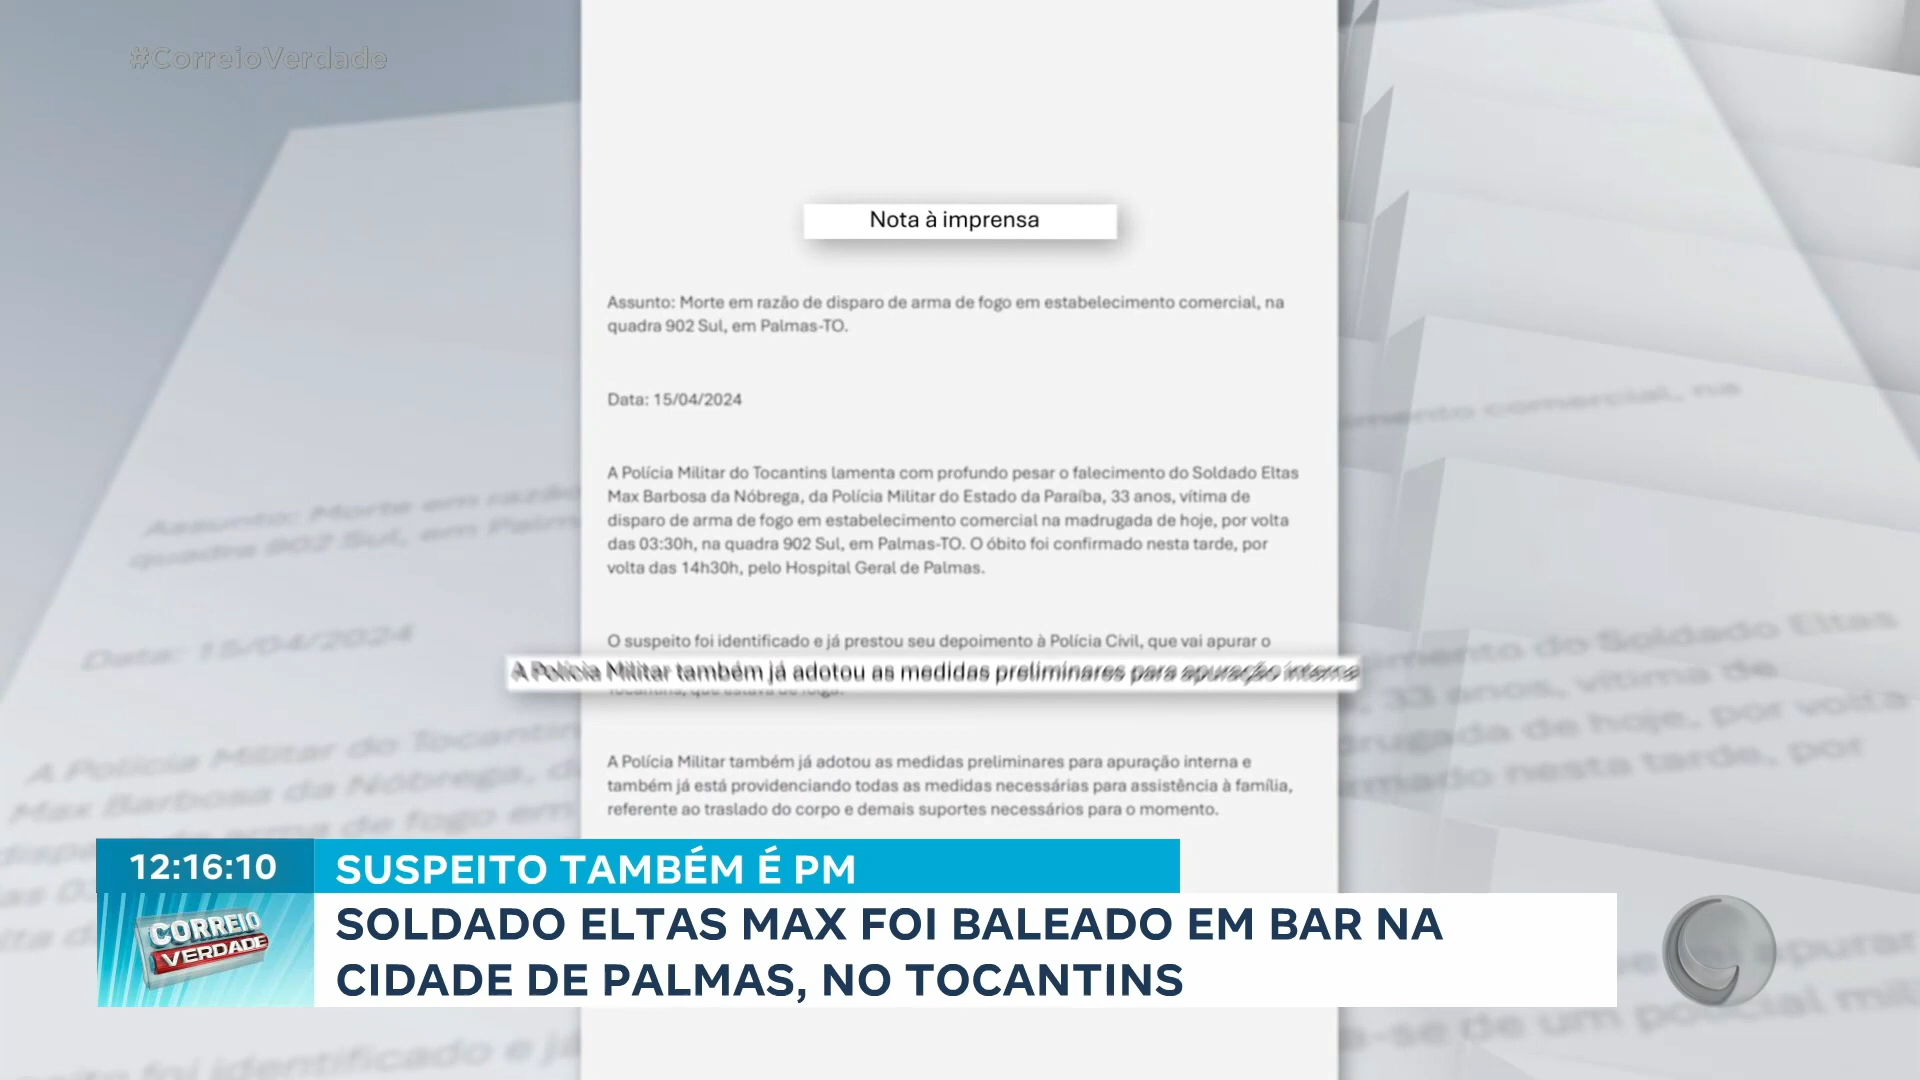 #CorreioVerdade
Nota à imprensa
Assunto: Morte em razão de disparo de arma de fogo em estabelecimento comercial, na
quadra 902 Sul, em Palmas-TO.
Data: 15/04/2024
A Polícia Militar do Tocantins lamenta com profundo pesar o falecimento do Soldado Eltas
Max Barbosa da Nóbrega, da Polícia Militar do Estado da Paraíba, 33 anos, vítima de
disparo de arma de fogo em estabelecimento comercial na madrugada de hoje, por volta
das 03:30h, na quadra 902 Sul, em Palmas-TO. O óbito foi confirmado nesta tarde, por
volta das 14h30h, pelo Hospital Geral de Palmas.
O suspeito foi identificado e já prestou seu depoimento à Polícia Civil, que vai apurar o
A Polícia Militar também já adotou as medidas preliminares para apuração interna
Tocantins, que estava de folga.
A Polícia Militar também já adotou as medidas preliminares para apuração interna e
também já está providenciando todas as medidas necessárias para assistência à família,
referente ao traslado do corpo e demais suportes necessários para o momento.
12:16:10
SUSPEITO TAMBÉM É PM
CORREIO
VERDADE
SOLDADO ELTAS MAX FOI BALEADO EM BAR NA
CIDADE DE PALMAS, NO TOCANTINS